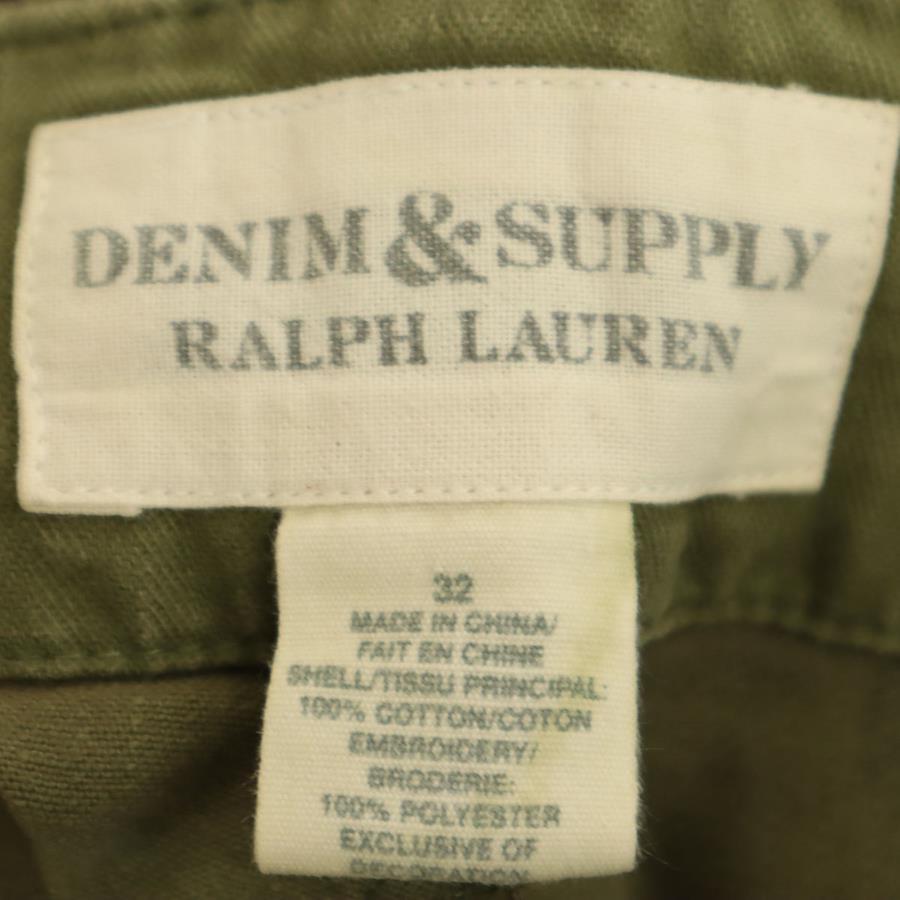 DENIM & SUPPLY
RALPH LAUREN
32
MADE IN CHINA/
FAIT EN CHINE
SHELL/TISSU PRINCIPAL:
100% COTTON/COTON
EMBROIDERY/
BRODERIE:
100% POLYESTER
EXCLUSIVE OF
DECORATION